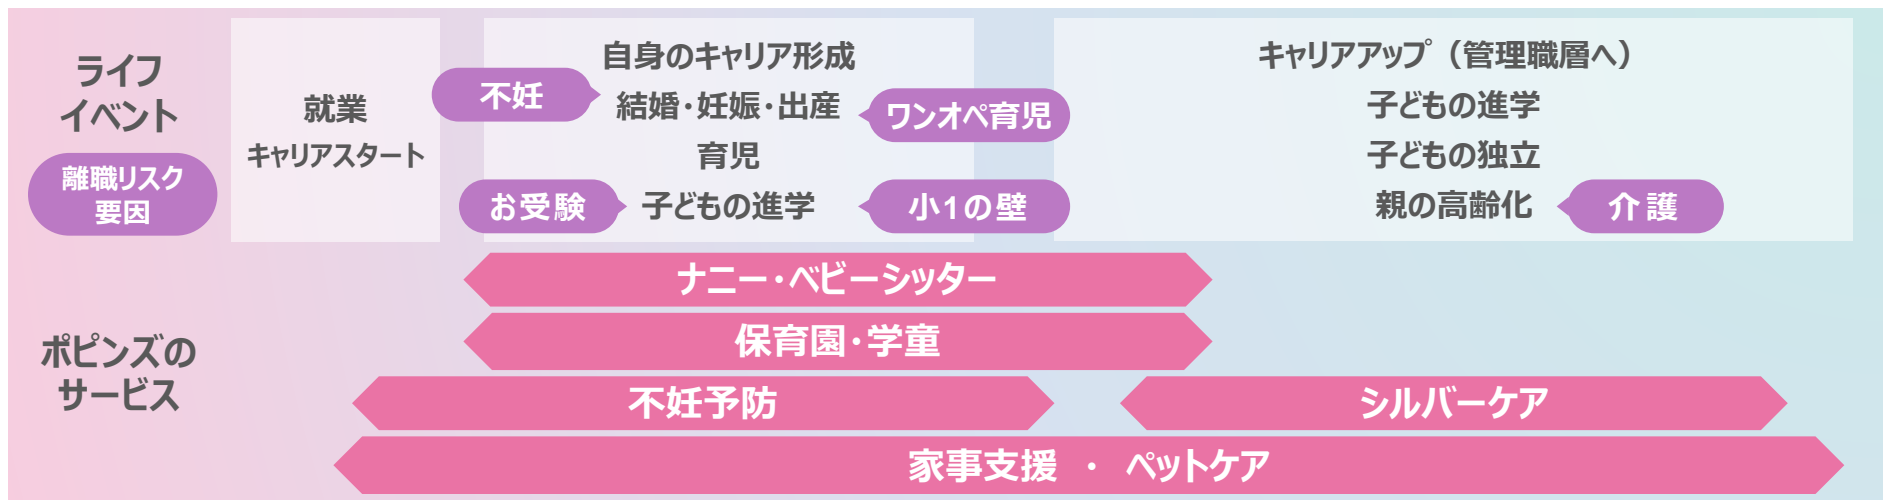 ライフ
イベント
離職リスク
要因
就業
キャリアスタート
自身のキャリア形成
不妊
結婚・妊娠・出産
ワンオペ育児
育児
お受験
子どもの進学
小1の壁
キャリアアップ（管理職層へ）
子どもの進学
子どもの独立
親の高齢化
介護
ポピンズの
サービス
ナニー・ベビーシッター
保育園・学童
不妊予防
シルバーケア
家事支援 ・ ペットケア